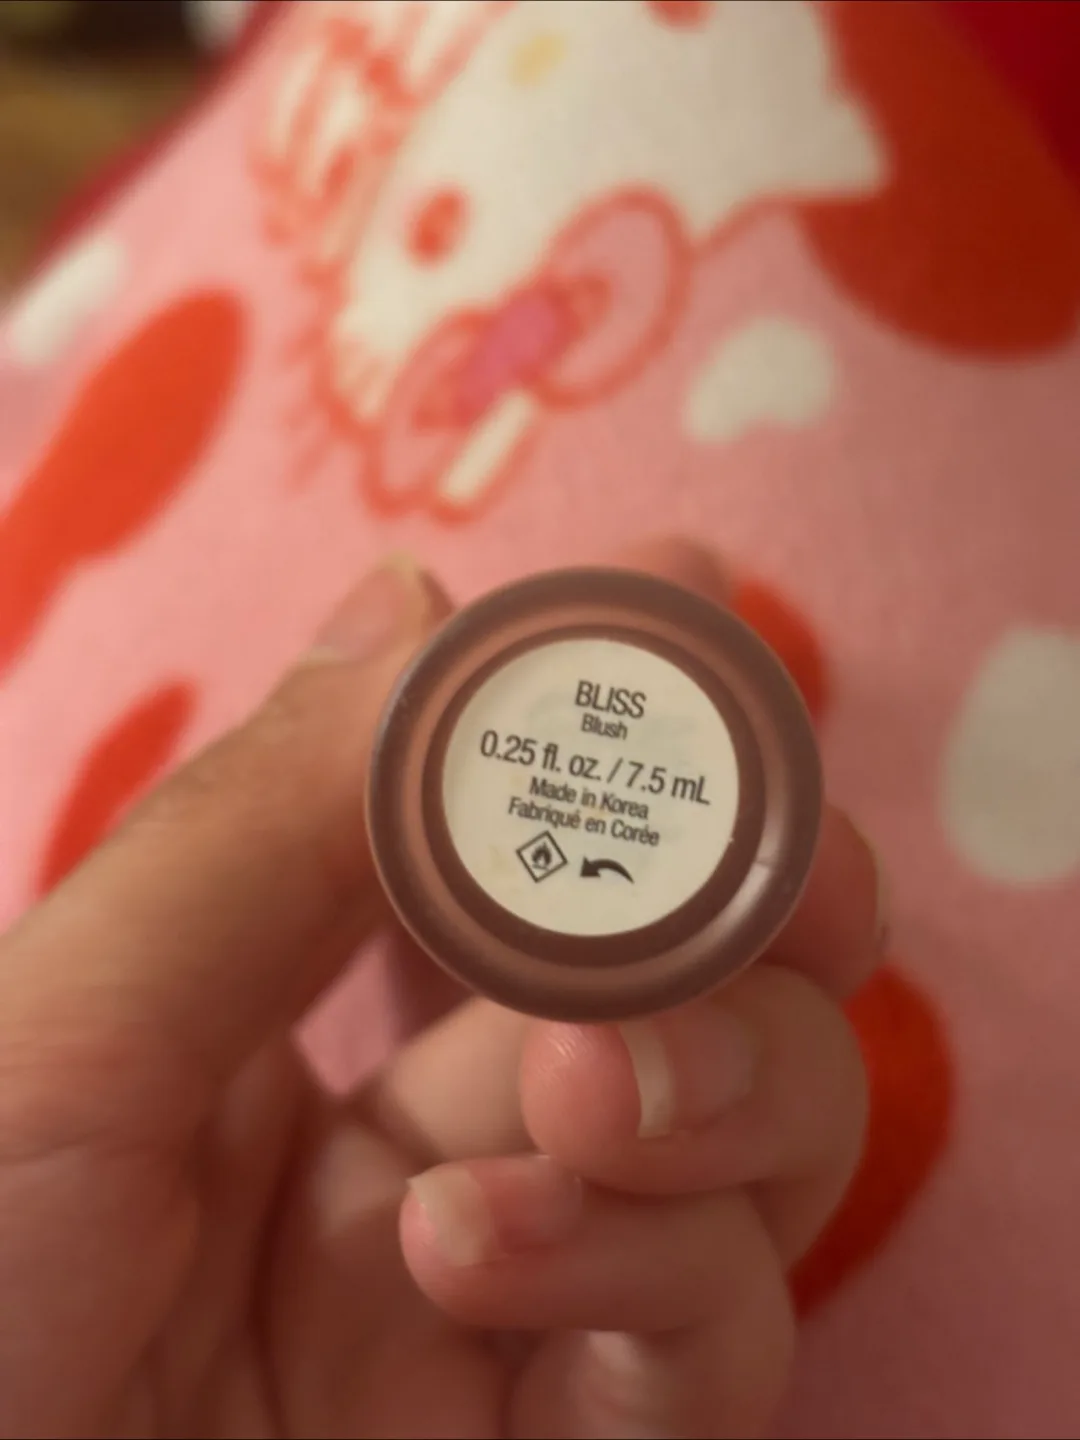 BLISS
Blush
0.25 fl. oz. / 7.5 mL
Made in Korea
Fabriqué en Corée